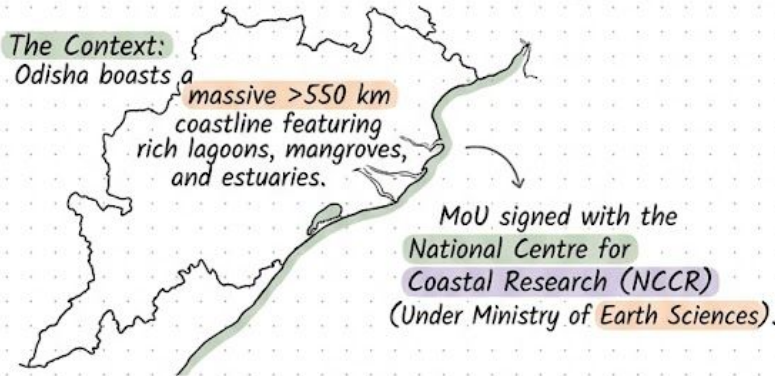 The Context:
Odisha boasts a
massive >550 km
coastline featuring
rich lagoons, mangroves,
and estuaries.
MoU signed with the
National Centre for
Coastal Research (NCCR)
(Under Ministry of Earth Sciences).